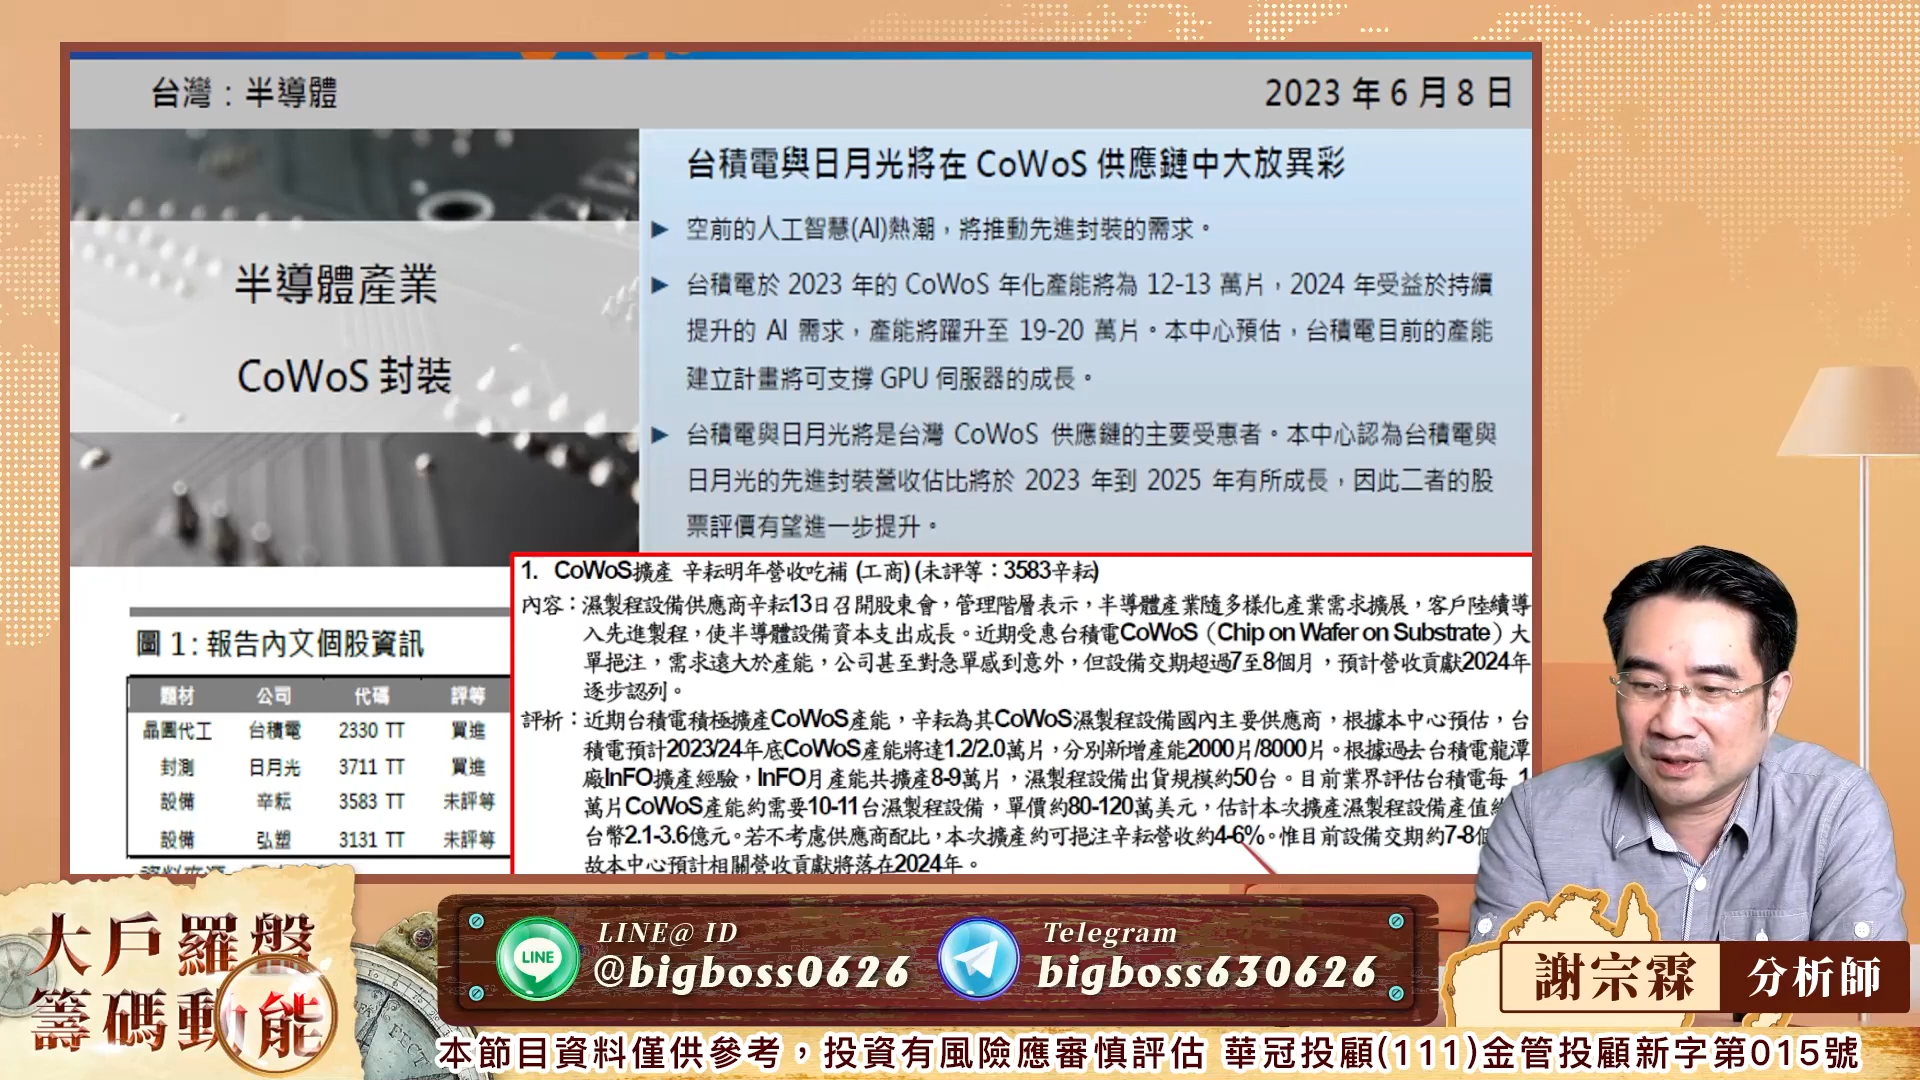 台灣：半導體
2023 年 6 月 8 日
半導體產業
CoWoS 封裝
台積電與日月光將在 CoWoS 供應鏈中大放異彩
▶ 空前的人工智慧(AI)熱潮，將推動先進封裝的需求。
▶ 台積電於 2023 年的 CoWoS 年化產能將為 12-13 萬片，2024 年受益於持續
提升的 AI 需求，產能將躍升至 19-20 萬片。本中心預估，台積電目前的產能
建立計畫將可支撐 GPU 伺服器的成長。
▶ 台積電與日月光將是台灣 CoWoS 供應鏈的主要受惠者。本中心認為台積電與
日月光的先進封裝營收佔比將於 2023 年到 2025 年有所成長，因此二者的股
票評價有望進一步提升。
圖 1: 報告內文個股資訊
題材 公司 代碼 評等
晶圓代工 台積電 2330 TT 買進
封測 日月光 3711 TT 買進
設備 辛耘 3583 TT 未評等
設備 弘塑 3131 TT 未評等
1. CoWoS擴產 辛耘明年營收吃補 (工商) (未評等：3583辛耘)
內容：濕製程設備供應商辛耘13日召開股東會，管理階層表示，半導體產業隨多樣化產業需求擴展，客戶陸續導
入先進製程，使半導體設備資本支出成長。近期受惠台積電CoWoS（Chip on Wafer on Substrate）大
單挹注，需求遠大於產能，公司甚至對急單感到意外，但設備交期超過7至8個月，預計營收貢獻2024年
逐步認列。
評析：近期台積電積極擴產CoWoS產能，辛耘為其CoWoS濕製程設備國內主要供應商，根據本中心預估，台
積電預計2023/24年底CoWoS產能將達1.2/2.0萬片，分別新增產能2000片/8000片。根據過去台積電龍潭
廠InFO擴產經驗，InFO月產能共擴產8-9萬片，濕製程設備出貨規模約50台。目前業界評估台積電每 1
萬片CoWoS產能約需要10-11台濕製程設備，單價約80-120萬美元，估計本次擴產濕製程設備產值
台幣2.1-3.6億元。若不考慮供應商配比，本次擴產約可挹注辛耘營收約4-6%。惟目前設備交期約7-8
故本中心預計相關營收貢獻將落在2024年。
大戶羅盤
籌碼動能
LINE
LINE@ ID
@bigboss0626
Telegram
bigboss630626
謝宗霖 分析師
本節目資料僅供參考，投資有風險應審慎評估 華冠投顧(111)金管投顧新字第015號